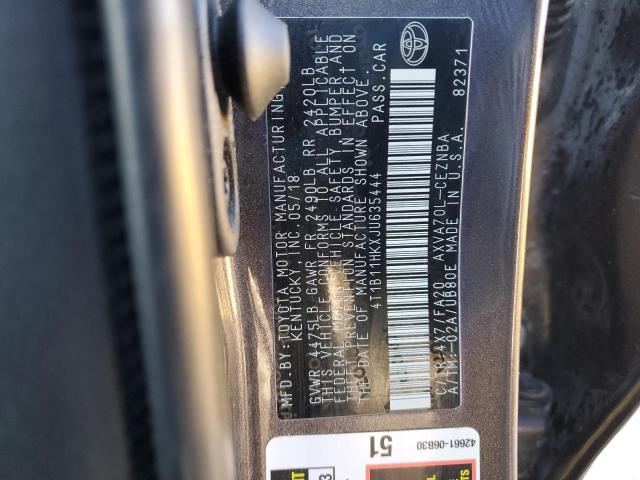 MFD.BY:TOYOTA MOTOR MANUFACTURING,
KENTUCKY, INC. 05/18
GVWR 4475LB GAWR FR 2490LB RR 2420LB
THIS VEHICLE CONFORMS TO ALL APPLICABLE
FEDERAL MOTOR VEHICLE SAFETY, BUMPER AND
THEFT PREVENTION STANDARDS IN EFFECT ON
THE DATE OF MANUFACTURE SHOWN ABOVE.
4T1B11HKXJU635444 PASS.CAR
C/TR:4X7/FA20 AXVA70L-CEZNBA
A/TM:-02A/UB80E MADE IN U.S.A. 82371
42661-06830
51